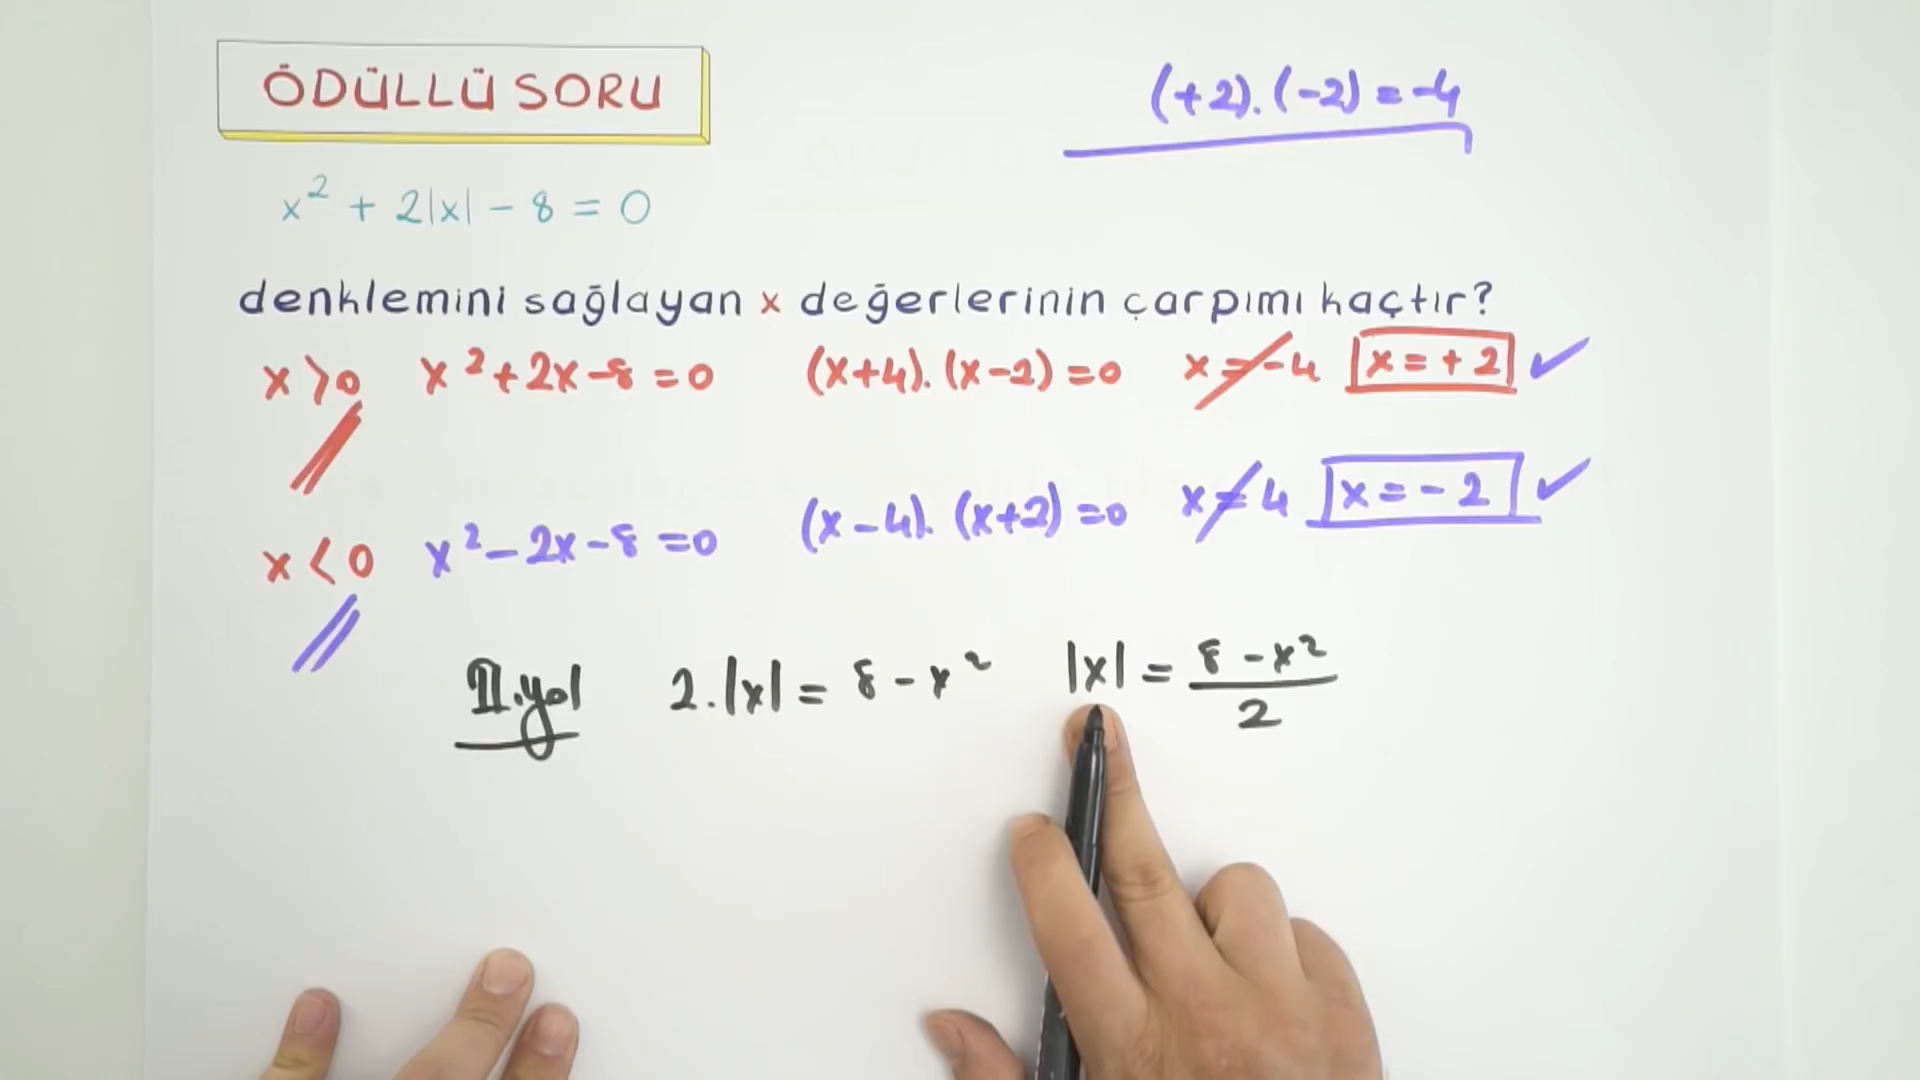 ÖDÜLLÜ SORU
(+2).(-2) = -4
x² + 2|x| - 8 = 0
denklemini sağlayan x değerlerinin çarpımı kaçtır?
x > 0 x² + 2x - 8 = 0 (x+4).(x-2) = 0 x = -4 x = +2 ✓
x < 0 x² - 2x - 8 = 0 (x-4).(x+2) = 0 x = 4 x = -2 ✓
II.yol 2.|x| = 8 - x² |x| = (8 - x²)/2